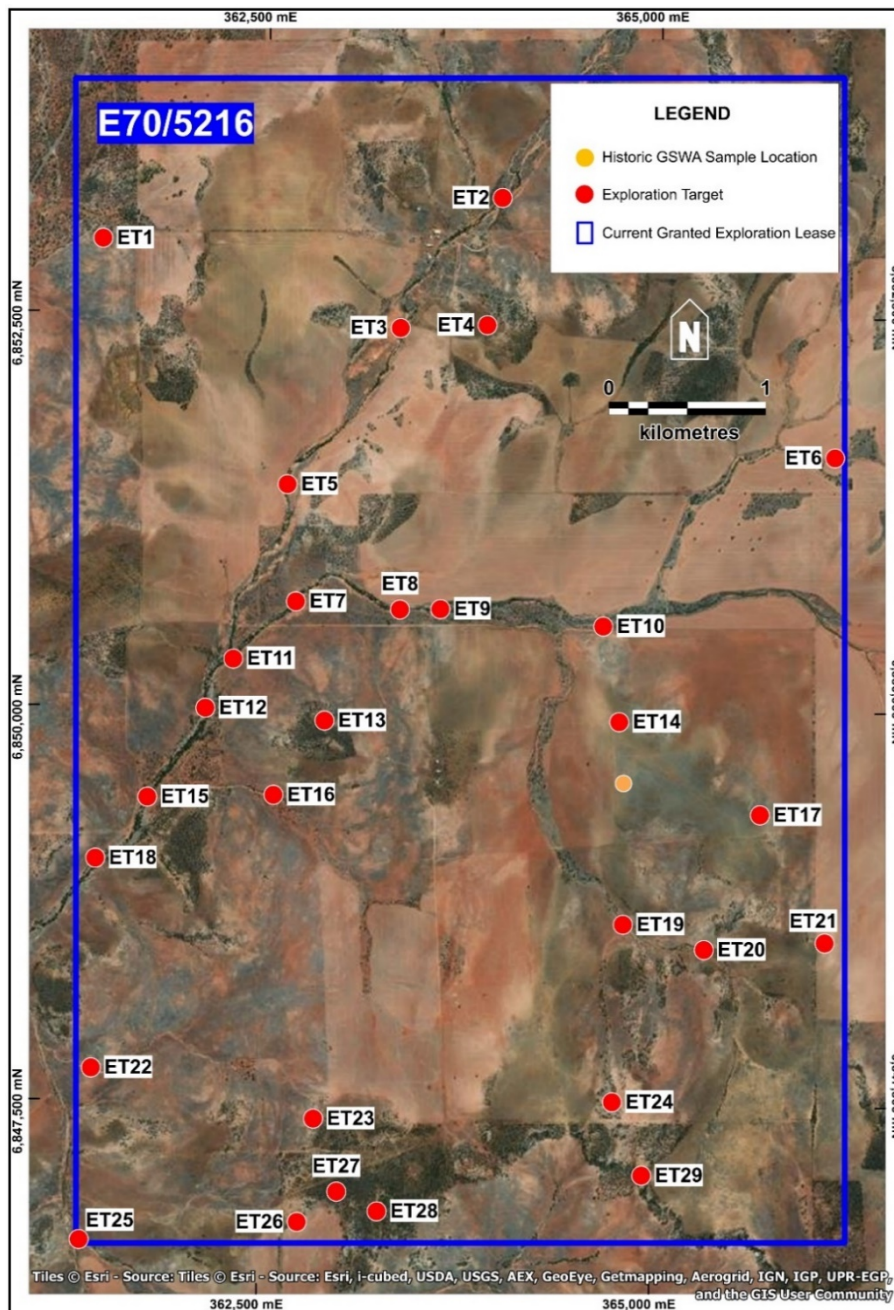 362,500 mE
365,000 mE
E70/5216
LEGEND
Historic GSWA Sample Location
Exploration Target
Current Granted Exploration Lease
ET2
ET1
6,852,500 mN
ET3
ET4
N
0
1
kilometres
ET6
ET5
ET7
ET8
ET9
ET10
ET11
ET12
ET13
ET14
6,850,000 mN
ET15
ET16
ET17
ET18
ET19
ET20
ET21
ET22
ET23
ET24
6,847,500 mN
ET27
ET29
ET25
ET26
ET28
Tiles © Esri - Source: Tiles © Esri - Source: Esri, i-cubed, USDA, USGS, AEX, GeoEye, Getmapping, Aerogrid, IGN, IGP, UPR-EGP,
and the GIS User Community
362,500 mE
365,000 mE